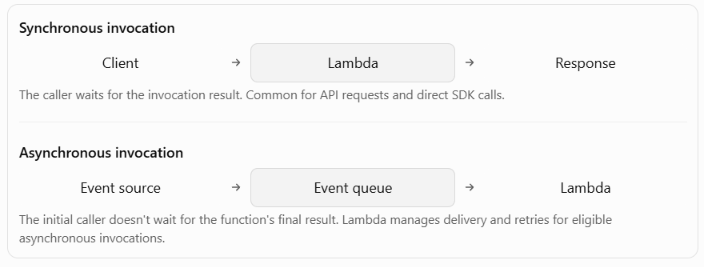 Synchronous invocation
Client → Lambda → Response
The caller waits for the invocation result. Common for API requests and direct SDK calls.
Asynchronous invocation
Event source → Event queue → Lambda
The initial caller doesn't wait for the function's final result. Lambda manages delivery and retries for eligible
asynchronous invocations.